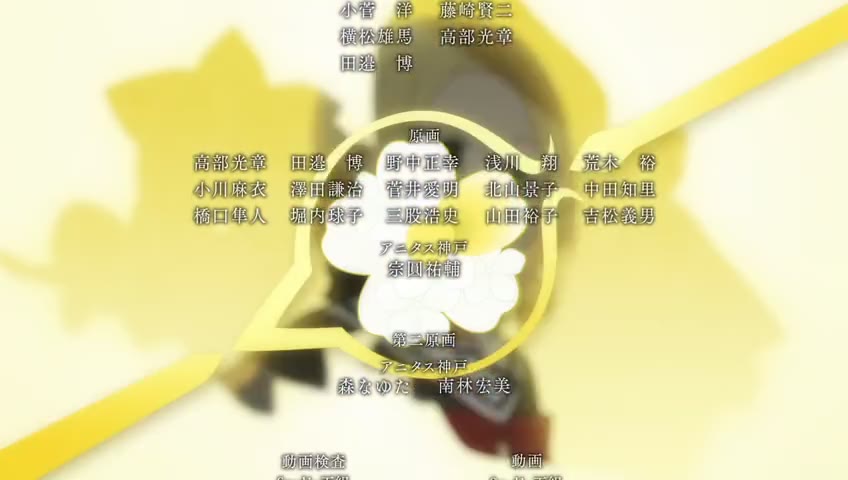 小菅　洋　藤崎賢二
横松雄馬　高部光章
田邉　博
原画
高部光章　田邉　博　野中正幸　浅川　翔　荒木　裕
小川麻衣　澤田謙治　菅井愛明　北山景子　中田知里
橋口隼人　堀内球子　三股浩史　山田裕子　吉松義男
アニタス神戸
宗圓祐輔
第二原画
アニタス神戸
森なゆた　南林宏美
動画検査　動画